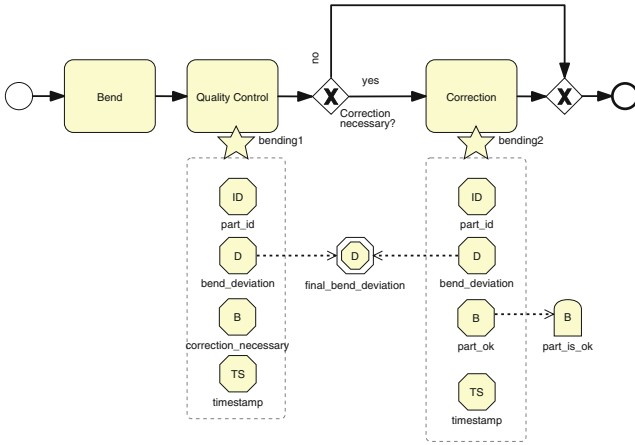 no
yes
Bend
Quality Control
X
Correction
X
Correction
necessary?
bending1
bending2
ID
part_id
ID
part_id
D
bend_deviation
D
final_bend_deviation
D
bend_deviation
B
correction_necessary
B
part_ok
B
part_is_ok
TS
timestamp
TS
timestamp